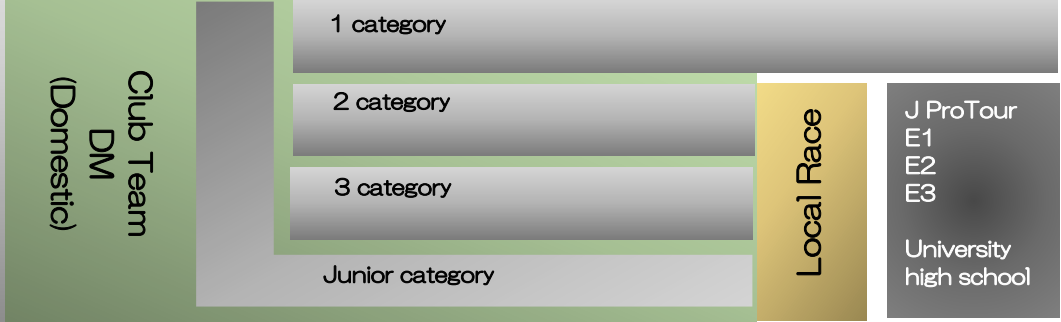 Club Team
DM
(Domestic)
1 category
2 category
3 category
Junior category
Local Race
J ProTour
E1
E2
E3
University
high school